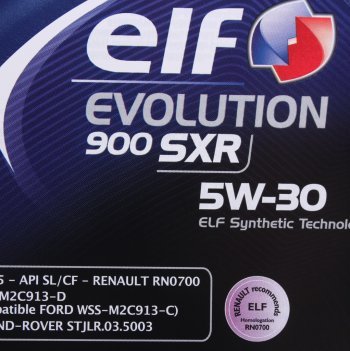 elf
EVOLUTION
900 SXR
5W-30
ELF Synthetic Technolo
5 - API SL/CF - RENAULT RN0700
M2C913-D
patible FORD WSS-M2C913-C)
ND-ROVER STJLR.03.5003
RENAULT recommends
ELF
Homologation
RN0700